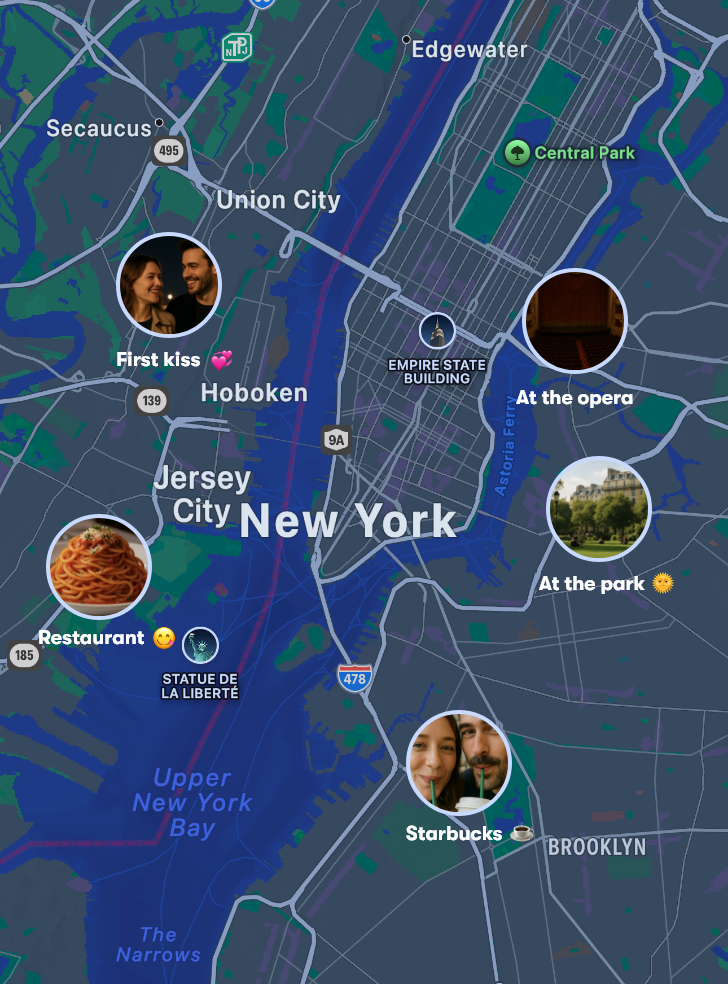 NTPJ
Edgewater
Secaucus
495
Central Park
Union City
First kiss 💞
EMPIRE STATE
BUILDING
At the opera
139
Hoboken
9A
Astoria Ferry
Jersey
City
New York
At the park 🌞
Restaurant 😋
185
STATUE DE
LA LIBERTÉ
478
Upper
New York
Bay
Starbucks ☕
BROOKLYN
The
Narrows